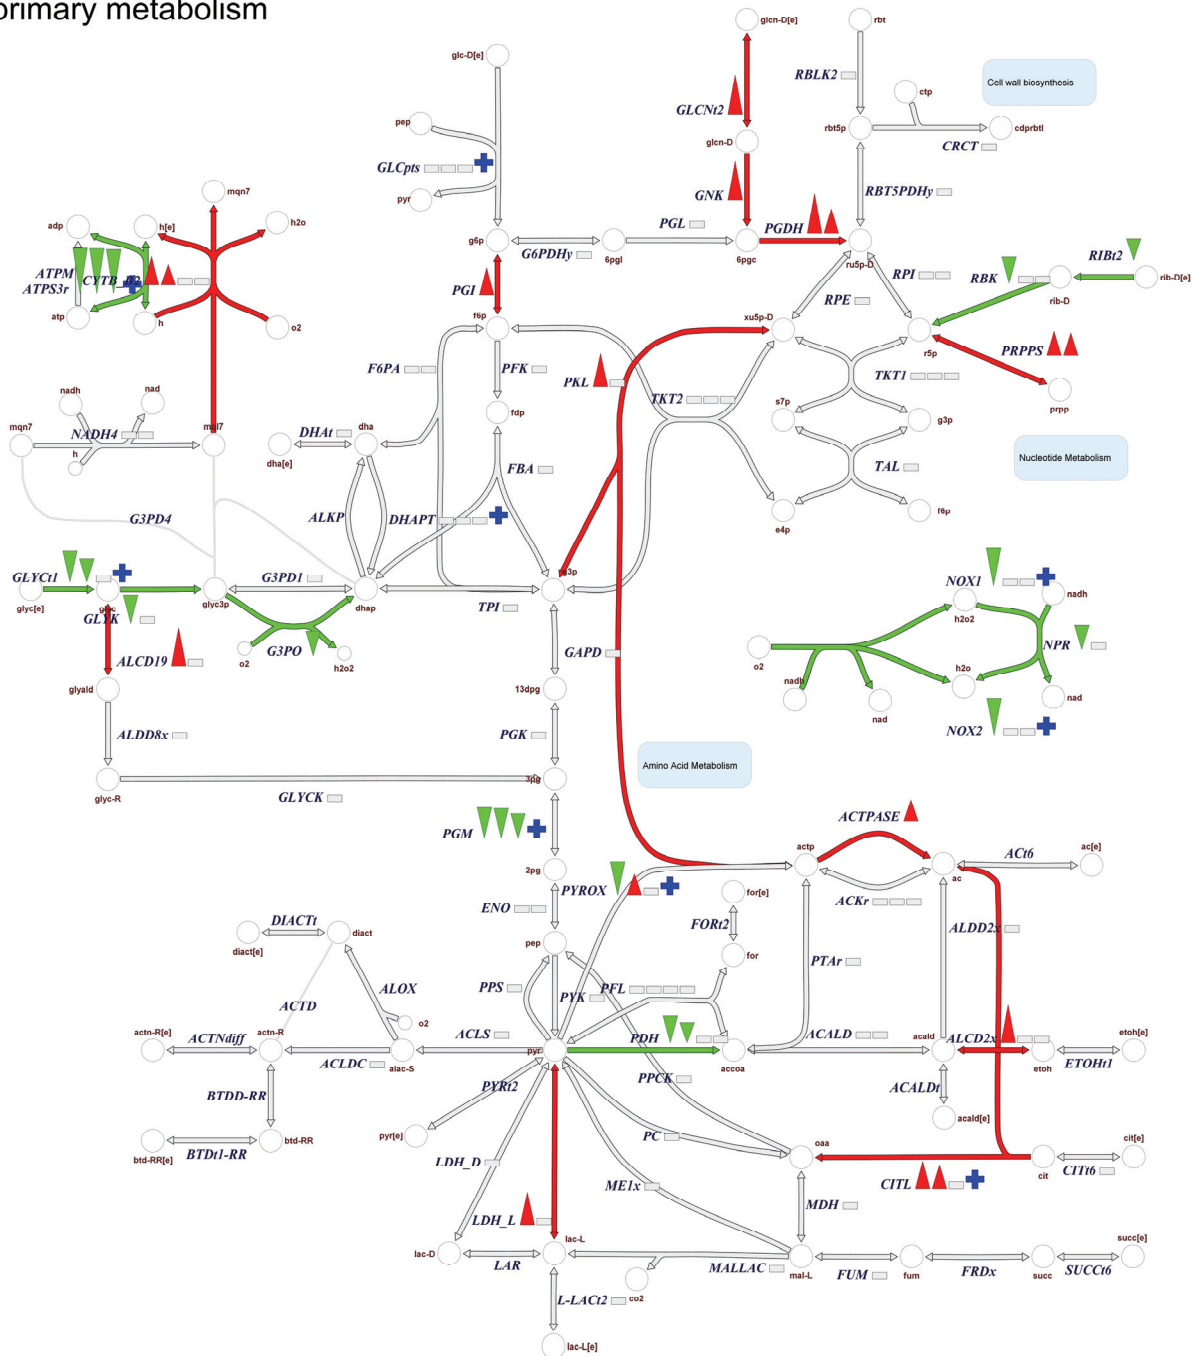 primary metabolism
glcn-D[e]
rbt
glc-D[e]
RBLK2
Cell wall biosynthesis
ctp
GLCNt2
pep
rbt5p
cdprbtl
glcn-D
CRCT
GLCpts
mqn7
GNK
RBT5PDHy
pyr
h2o
adp
h[e]
PGL
PGDH
g6p
G6PDHy
6pgl
6pgc
ru5p-D
RIBt2
ATPM
CYTB_B2
RPI
RBK
rib-D[e]
ATPS3r
PGI
RPE
rib-D
atp
h
o2
f6p
xu5p-D
r5p
PRPPS
F6PA
PFK
PKL
TKT1
nadh
nad
TKT2
s7p
prpp
mqn7
NADH4
mql7
fdp
g3p
DHAt
dha
h
dha[e]
FBA
TAL
Nucleotide Metabolism
G3PD4
ALKP
DHAPT
e4p
f6p
GLYCt1
G3PD1
g3p
NOX1
nadh
glyc[e]
glyc
glyc3p
dhap
h2o2
GLYK
TPI
G3PO
o2
h2o2
GAPD
o2
NPR
ALCD19
h2o
glyald
13dpg
nadh
nad
nad
ALDD8x
PGK
NOX2
Amino Acid Metabolism
3pg
glyc-R
GLYCK
PGM
ACTPASE
actp
ac[e]
2pg
PYROX
ac
ACt6
for[e]
ACKr
ENO
DIACTt
FORt2
ALDD2x
diact[e]
diact
pep
for
PTAr
PPS
PYK
PFL
ALOX
ACTD
o2
actn-R[e]
ACTNdiff
actn-R
ACLS
PDH
ACALD
acald
ALCD2x
etoh[e]
pyr
ACLDC
alac-S
accoa
etoh
ETOHt1
PPCK
BTDD-RR
PYRt2
ACALDt
acald[e]
pyr[e]
PC
btd-RR
oaa
cit[e]
btd-RR[e]
BTDt1-RR
LDH_D
cit
CITt6
ME1x
CITL
MDH
LDH_L
lac-L
succ[e]
lac-D
LAR
MALLAC
mal-L
FUM
fum
FRDx
succ
SUCCt6
L-LACt2
co2
lac-L[e]